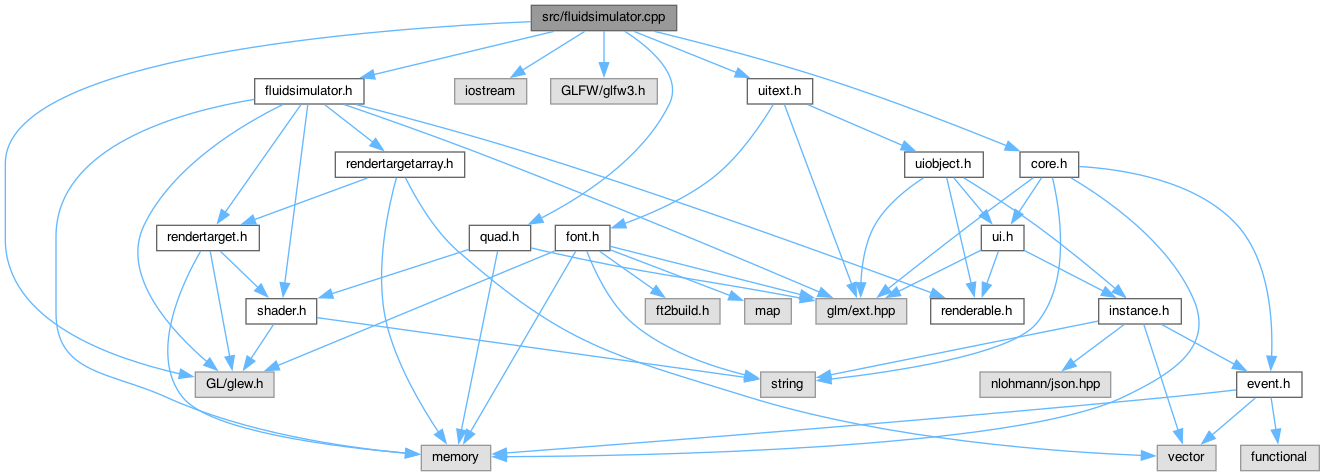 src/fluidsimulator.cpp
fluidsimulator.h
iostream
GLFW/glfw3.h
uitext.h
rendertargetarray.h
uiobject.h
core.h
rendertarget.h
quad.h
font.h
ui.h
shader.h
ft2build.h
map
glm/ext.hpp
renderable.h
instance.h
GL/glew.h
string
nlohmann/json.hpp
event.h
memory
vector
functional